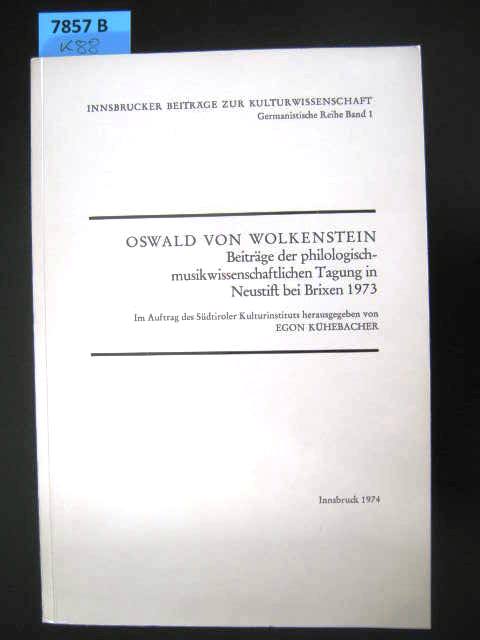 7857 B
K88
INNSBRUCKER BEITRÄGE ZUR KULTURWISSENSCHAFT
Germanistische Reihe Band 1
OSWALD VON WOLKENSTEIN
Beiträge der philologisch-
musikwissenschaftlichen Tagung in
Neustift bei Brixen 1973
Im Auftrag des Südtiroler Kulturinstituts herausgegeben von
EGON KÜHEBACHER
Innsbruck 1974